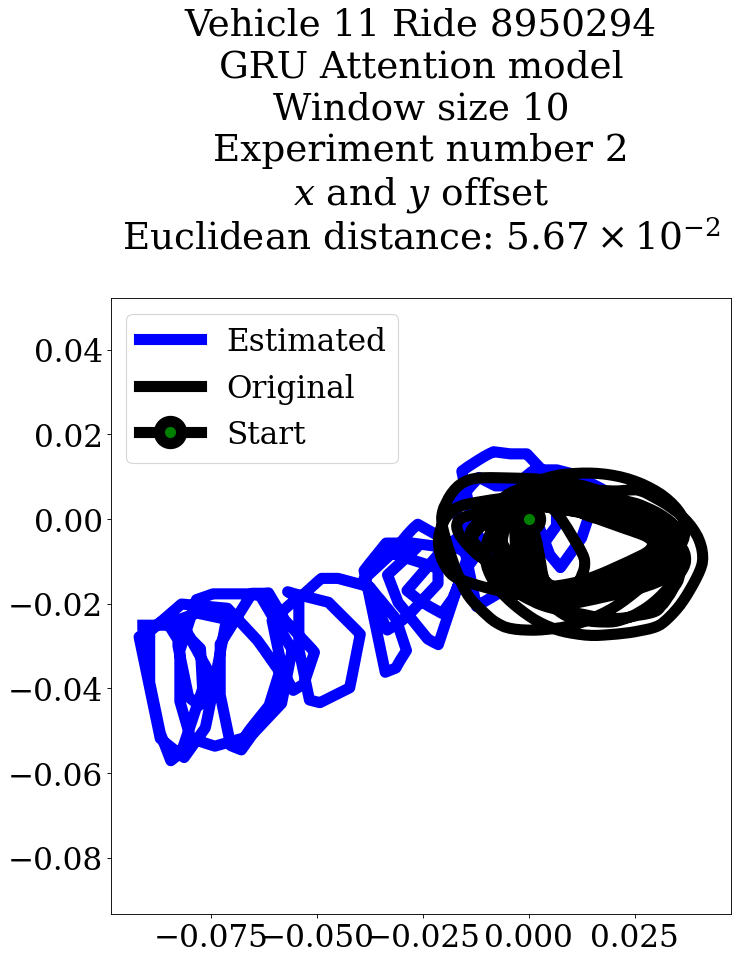 Vehicle 11 Ride 8950294
GRU Attention model
Window size 10
Experiment number 2
x and y offset
Euclidean distance: 5.67 × 10⁻²
Estimated
Original
Start
0.04
0.02
0.00
−0.02
−0.04
−0.06
−0.08
−0.075 −0.050 −0.025 0.000 0.025